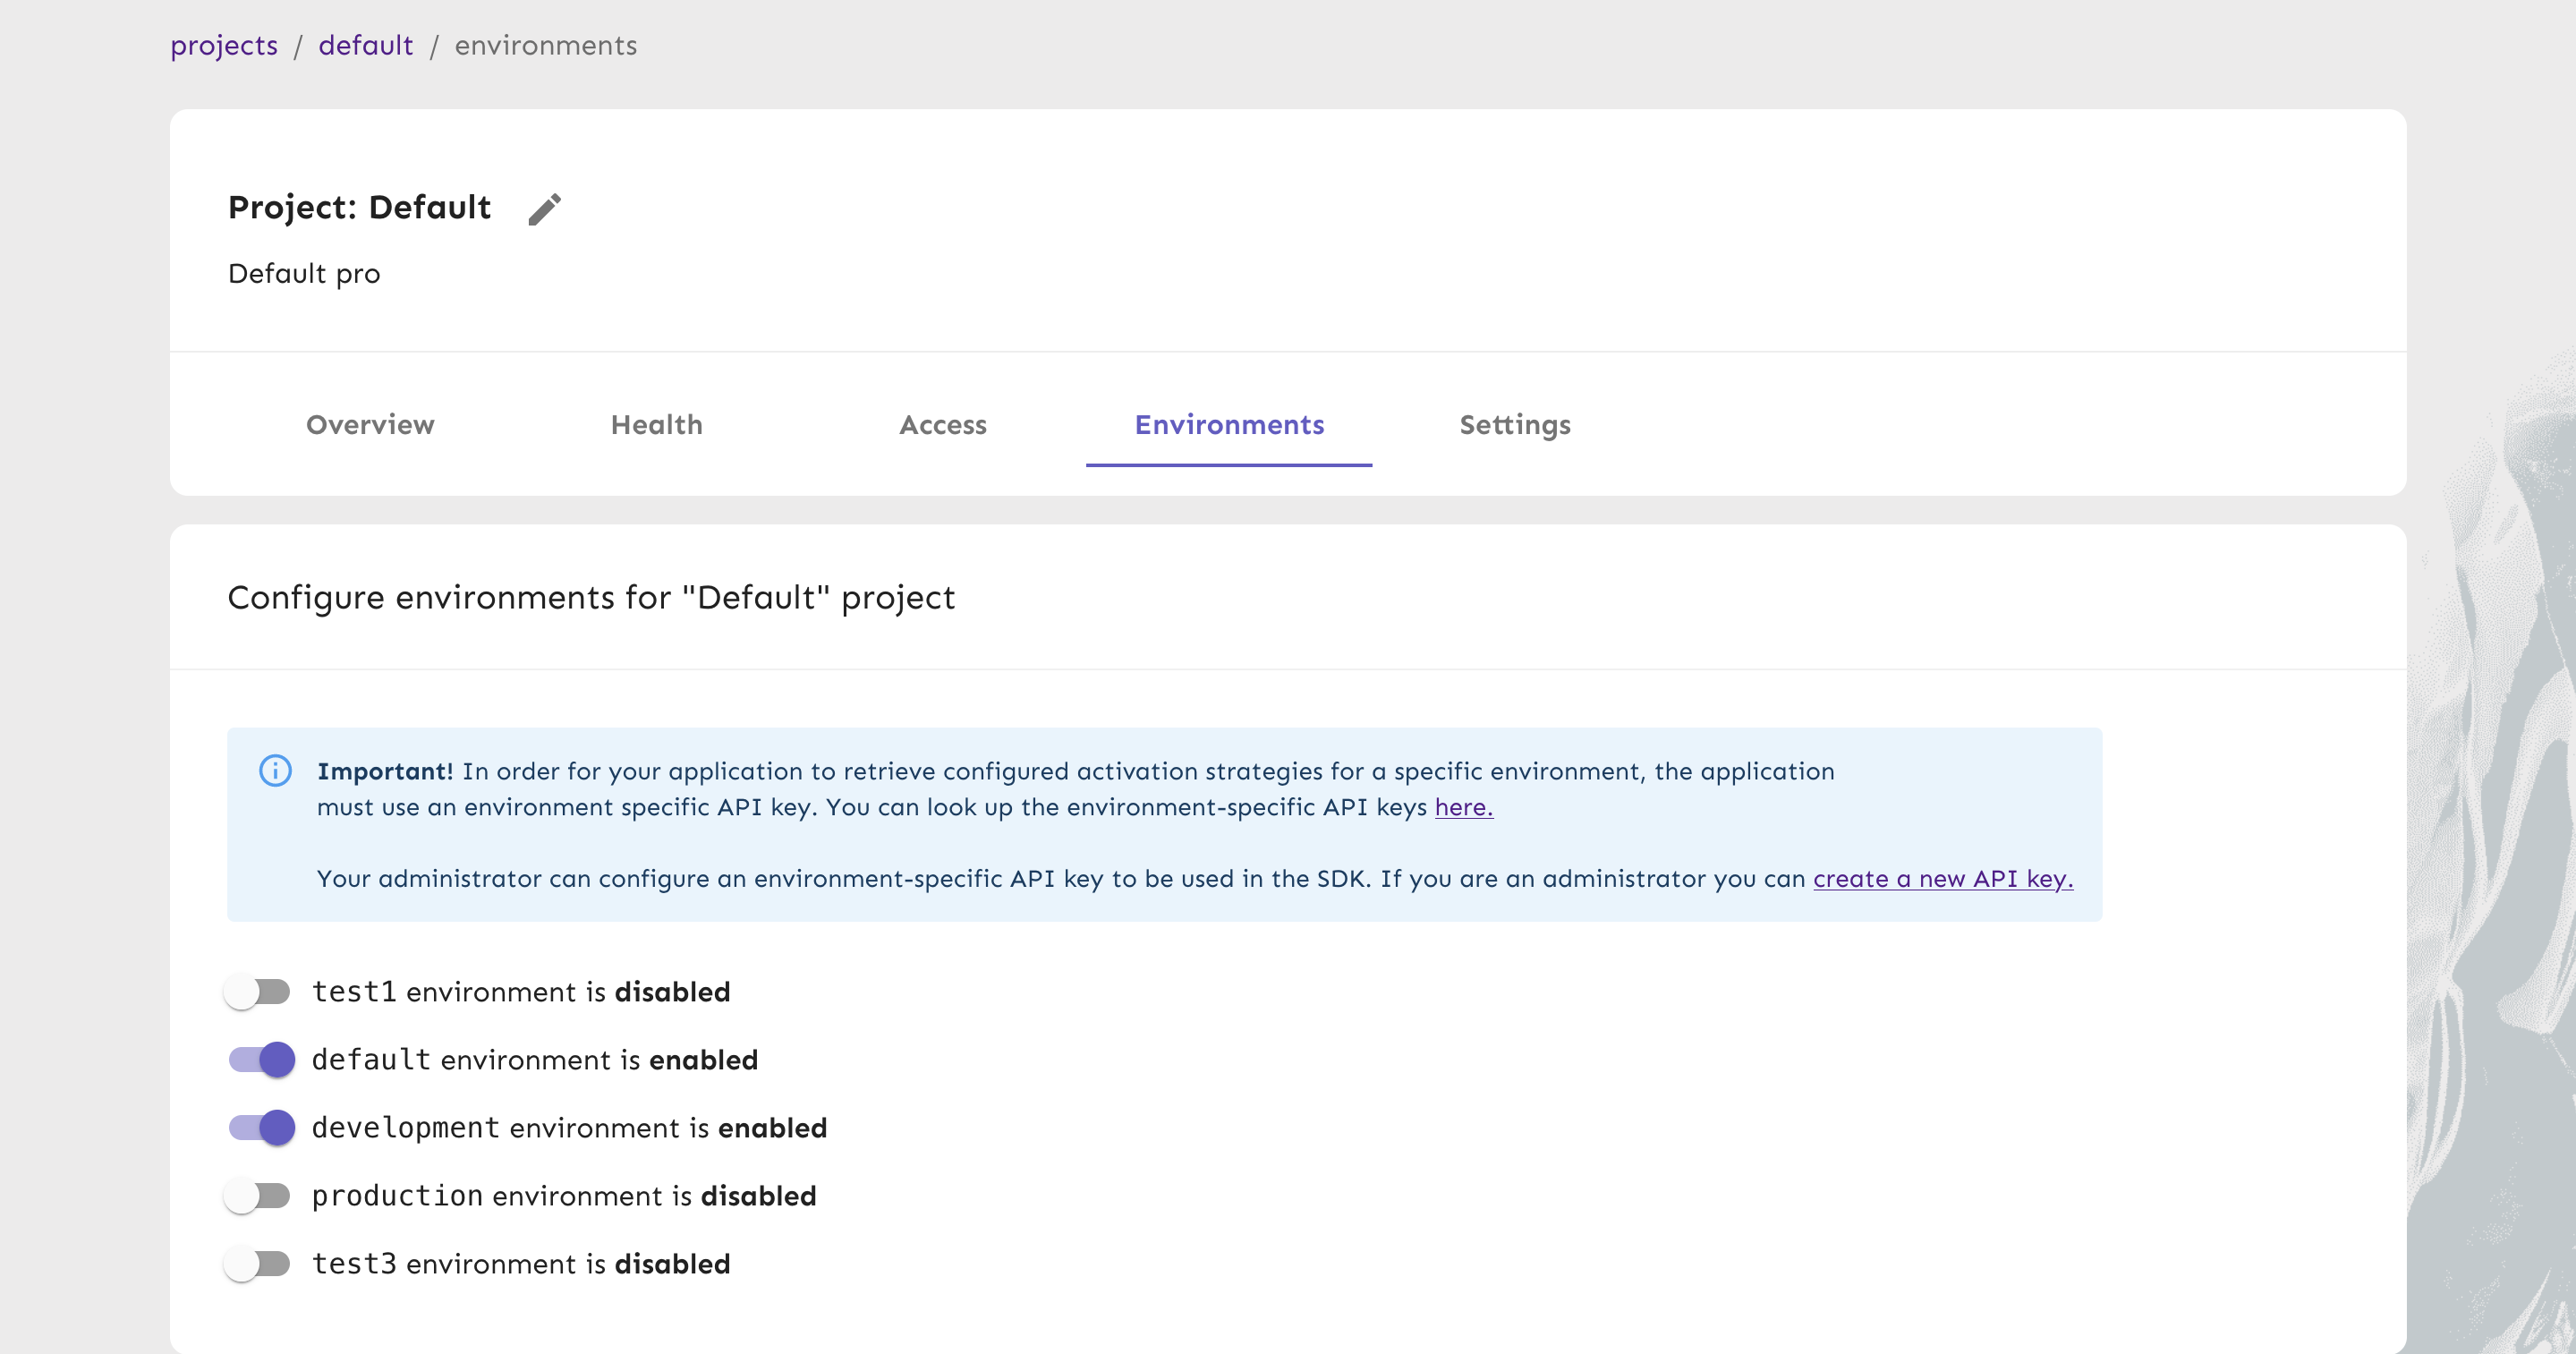 projects / default / environments
Project: Default
Default pro
Overview Health Access Environments Settings
Configure environments for "Default" project
Important! In order for your application to retrieve configured activation strategies for a specific environment, the application
must use an environment specific API key. You can look up the environment-specific API keys here.
Your administrator can configure an environment-specific API key to be used in the SDK. If you are an administrator you can create a new API key.
test1 environment is disabled
default environment is enabled
development environment is enabled
production environment is disabled
test3 environment is disabled